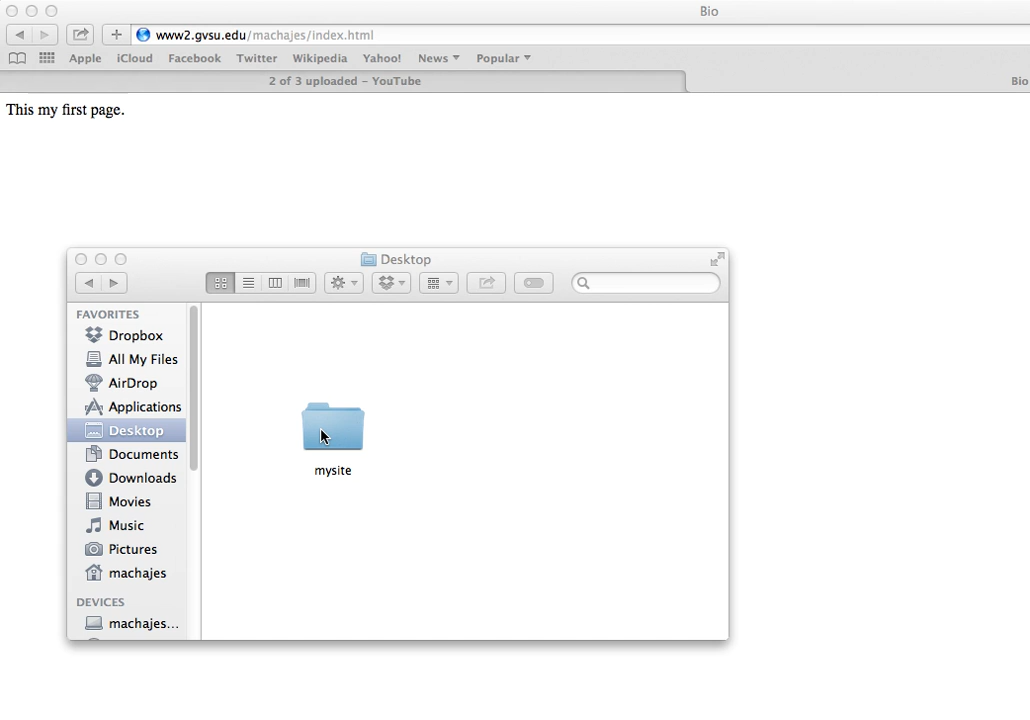 Bio
www2.gvsu.edu/machajes/index.html
Apple iCloud Facebook Twitter Wikipedia Yahoo! News Popular
2 of 3 uploaded – YouTube Bio
This my first page.
Desktop
FAVORITES
Dropbox
All My Files
AirDrop
Applications
Desktop
Documents
Downloads
Movies
Music
Pictures
machajes
DEVICES
machajes...
mysite